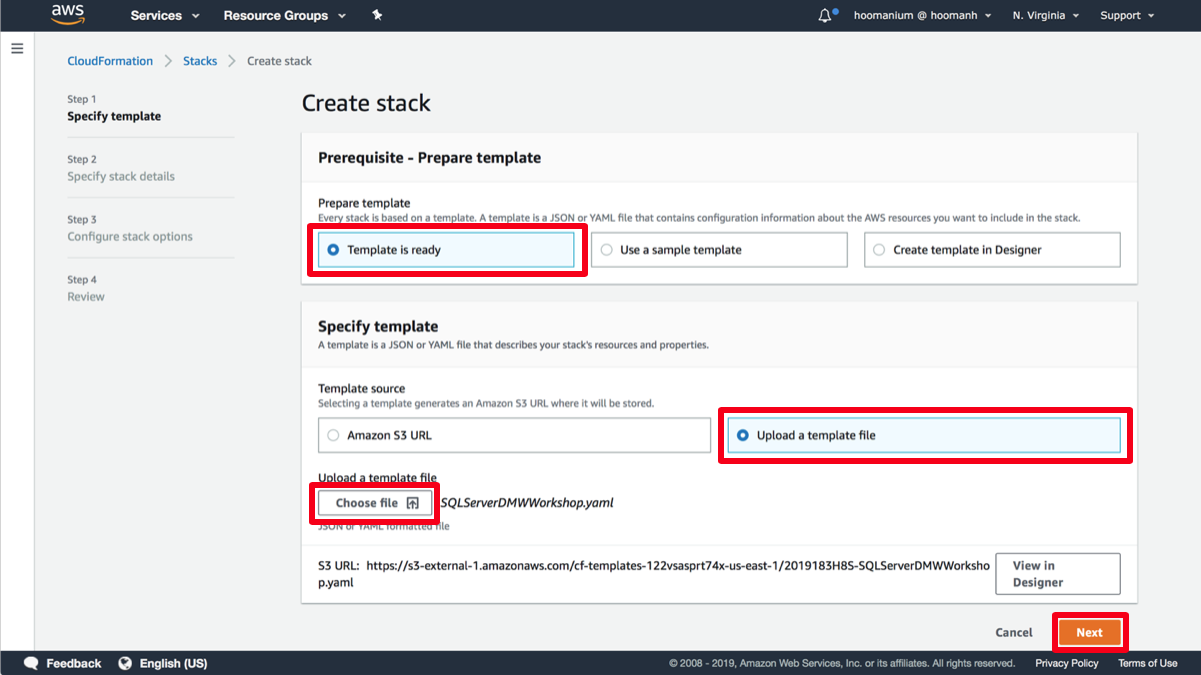 aws
Services
Resource Groups
hoomanium @ hoomanh
N. Virginia
Support
CloudFormation
Stacks
Create stack
Step 1
Specify template
Step 2
Specify stack details
Step 3
Configure stack options
Step 4
Review
Create stack
Prerequisite - Prepare template
Prepare template
Every stack is based on a template. A template is a JSON or YAML file that contains configuration information about the AWS resources you want to include in the stack.
Template is ready
Use a sample template
Create template in Designer
Specify template
A template is a JSON or YAML file that describes your stack's resources and properties.
Template source
Selecting a template generates an Amazon S3 URL where it will be stored.
Amazon S3 URL
Upload a template file
Upload a template file
Choose file
SQLServerDMWWorkshop.yaml
JSON or YAML formatted file
S3 URL: https://s3-external-1.amazonaws.com/cf-templates-122vsasprt74x-us-east-1/2019183H8S-SQLServerDMWWorksho
p.yaml
View in
Designer
Cancel
Next
Feedback
English (US)
© 2008 - 2019, Amazon Web Services, Inc. or its affiliates. All rights reserved.
Privacy Policy
Terms of Use